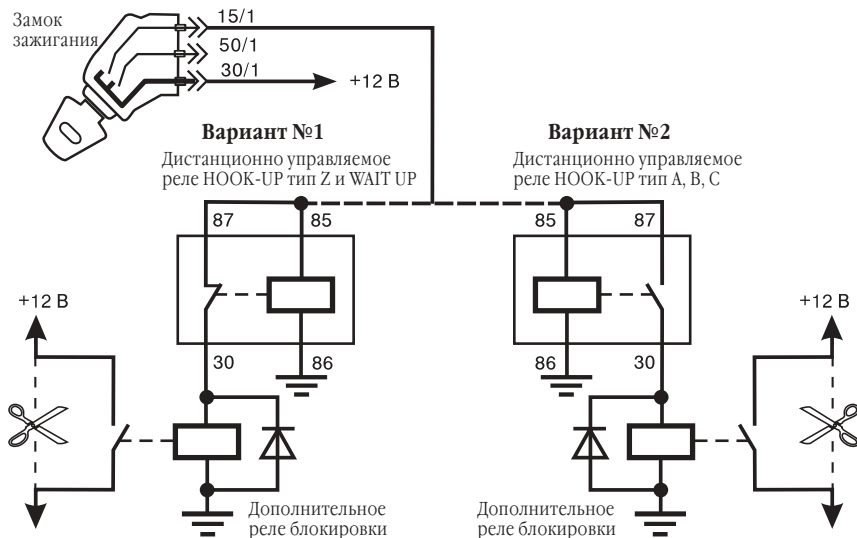 Замок
зажигания
15/1
50/1
30/1
+12 В
Вариант №1
Дистанционно управляемое
реле HOOK-UP тип Z и WAIT UP
Вариант №2
Дистанционно управляемое
реле HOOK-UP тип A, B, C
87
85
85
87
+12 В
+12 В
30
86
86
30
Дополнительное
реле блокировки
Дополнительное
реле блокировки